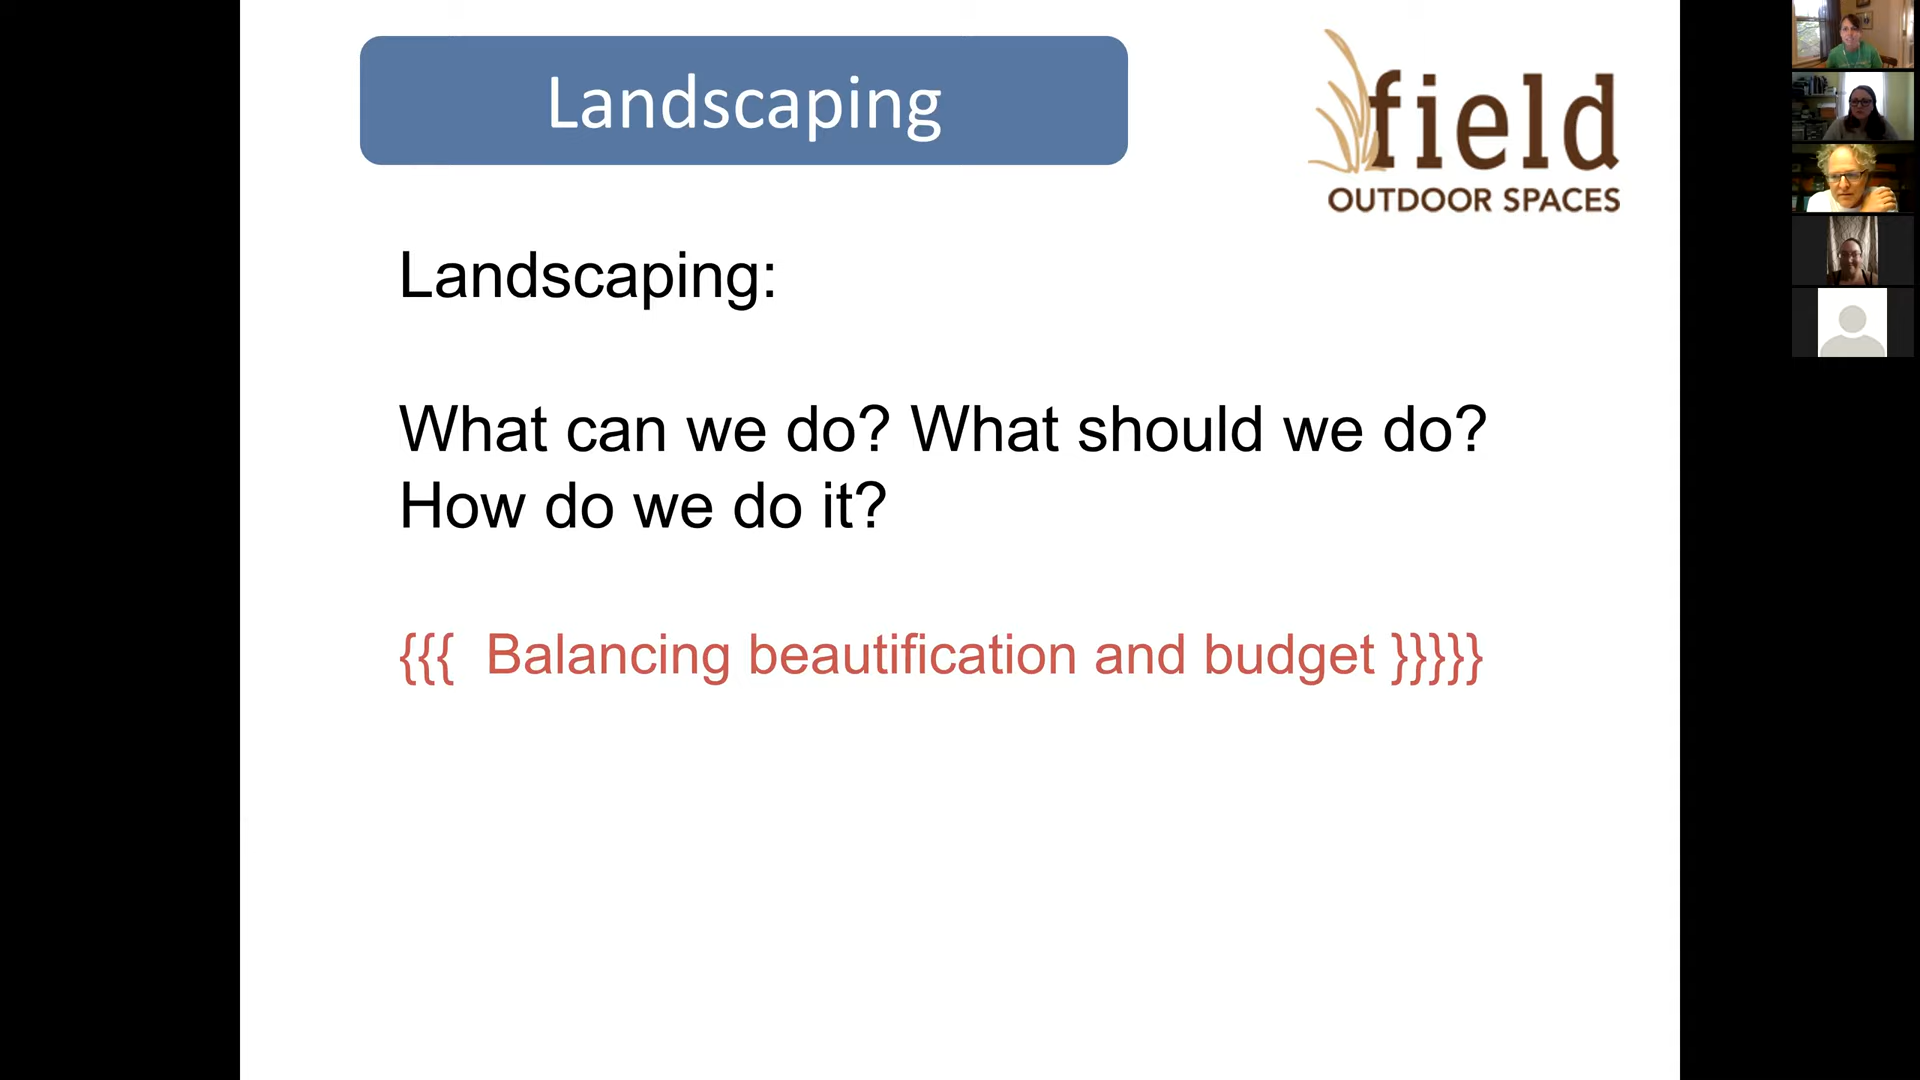 Landscaping
field
OUTDOOR SPACES
Landscaping:
What can we do? What should we do?
How do we do it?
{{{  Balancing beautification and budget }}}}}